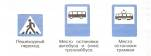 Пешеходный
переход
Место остановки
автобуса и (или)
троллейбуса
Место
остановки
трамвая